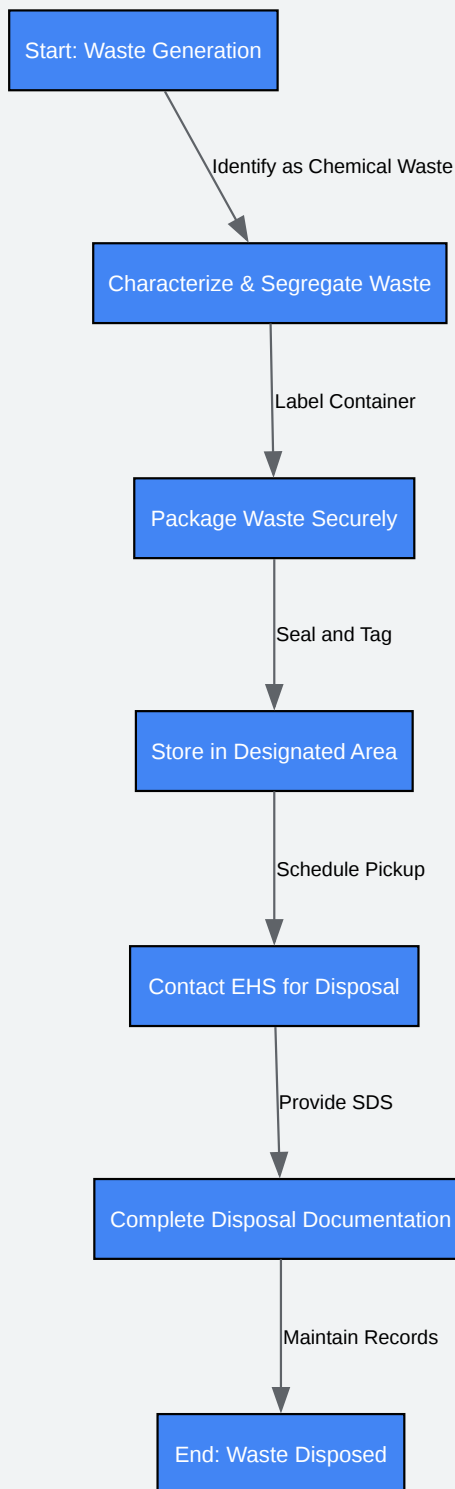 Start: Waste Generation
Identify as Chemical Waste
Characterize & Segregate Waste
Label Container
Package Waste Securely
Seal and Tag
Store in Designated Area
Schedule Pickup
Contact EHS for Disposal
Provide SDS
Complete Disposal Documentation
Maintain Records
End: Waste Disposed